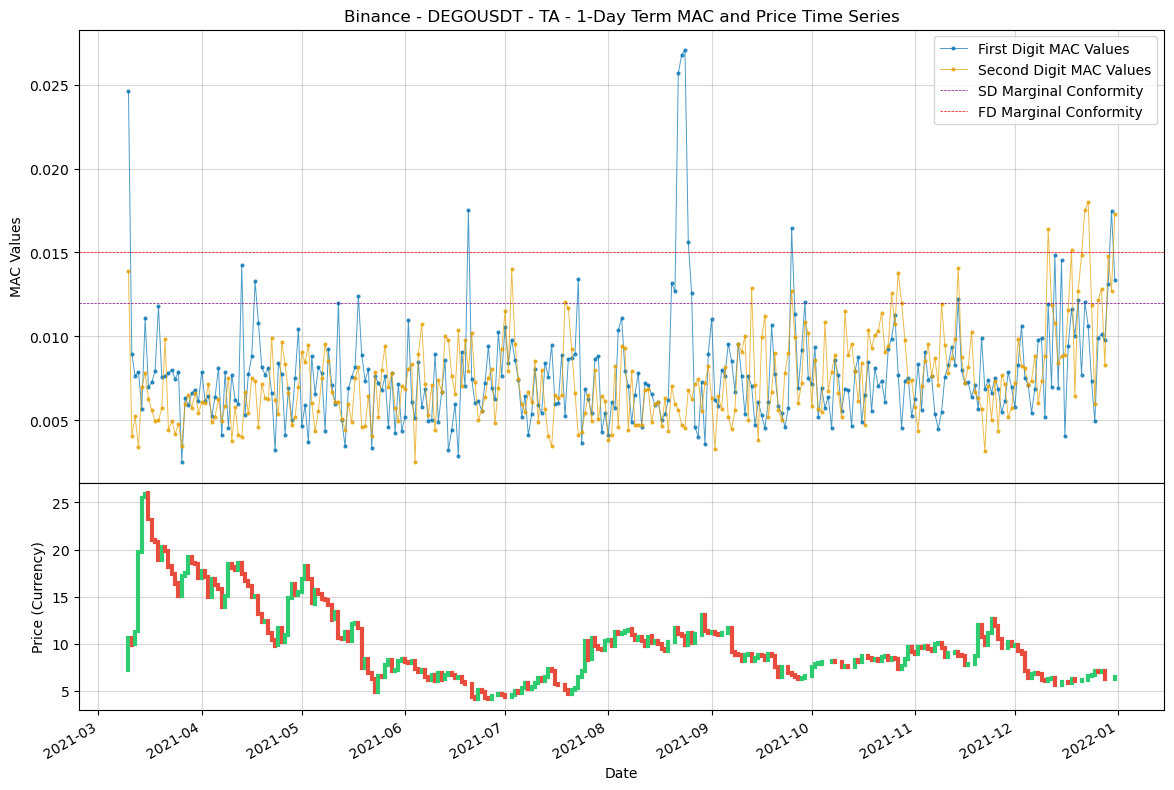 Binance - DEGOUSDT - TA - 1-Day Term MAC and Price Time Series
First Digit MAC Values
Second Digit MAC Values
SD Marginal Conformity
FD Marginal Conformity
MAC Values
0.025
0.020
0.015
0.010
0.005
Price (Currency)
25
20
15
10
5
2021-03
2021-04
2021-05
2021-06
2021-07
2021-08
2021-09
2021-10
2021-11
2021-12
2022-01
Date